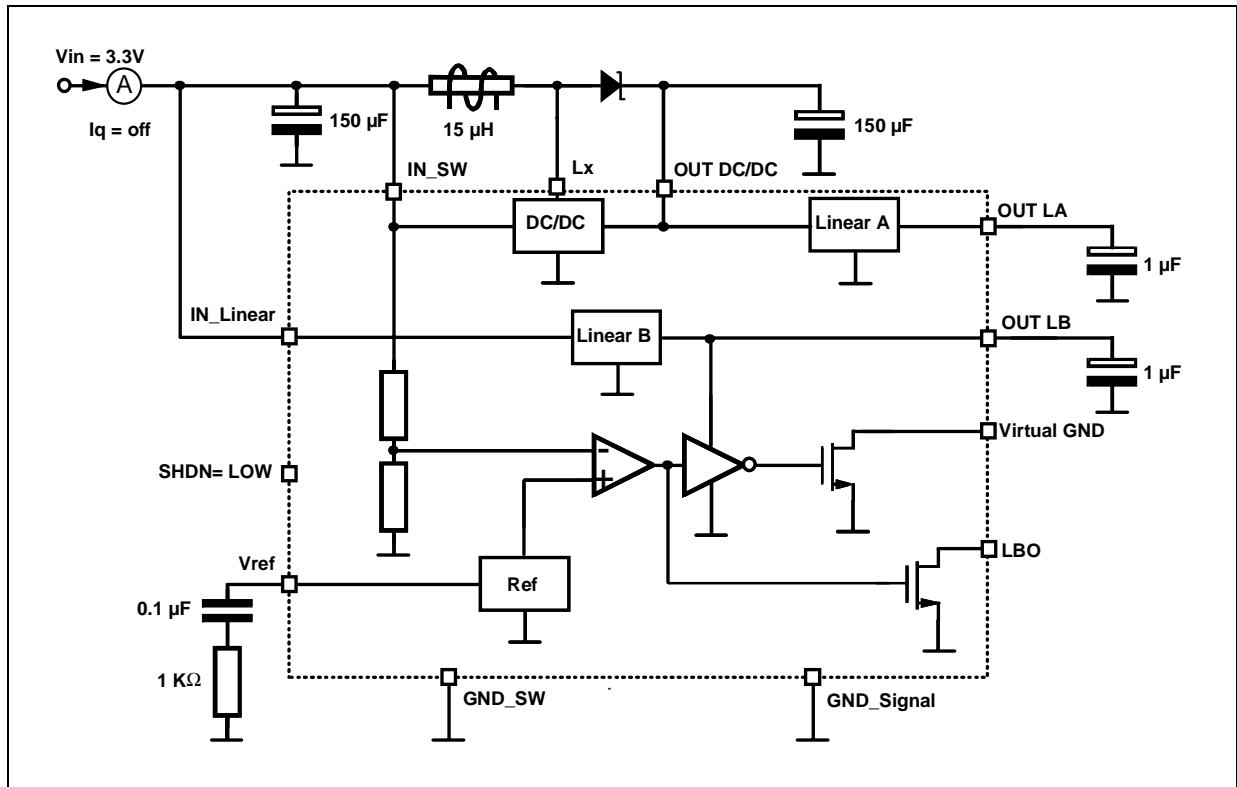 Vin = 3.3V
A
Iq = off
150 µF
15 µH
150 µF
IN_SW
Lx
OUT DC/DC
DC/DC
Linear A
OUT LA
1 µF
IN_Linear
Linear B
OUT LB
1 µF
Virtual GND
-
+
SHDN= LOW
LBO
Vref
Ref
0.1 µF
1 KΩ
GND_SW
GND_Signal